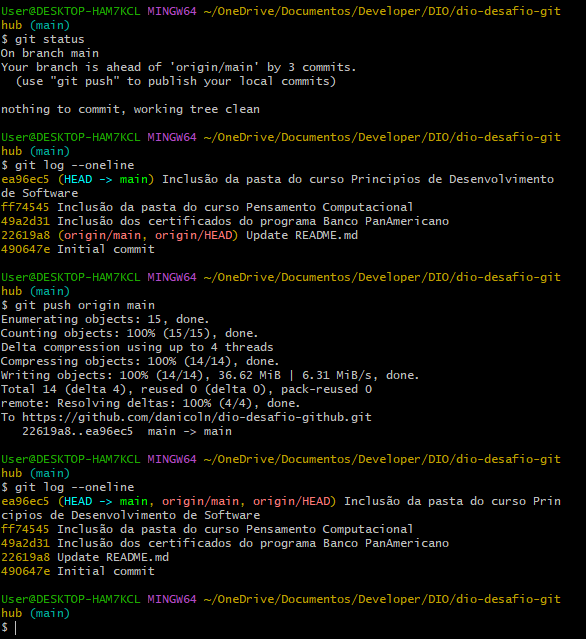 User@DESKTOP-HAM7KCL MINGW64 ~/OneDrive/Documentos/Developer/DIO/dio-desafio-git
hub (main)
$ git status
On branch main
Your branch is ahead of 'origin/main' by 3 commits.
  (use "git push" to publish your local commits)

nothing to commit, working tree clean

User@DESKTOP-HAM7KCL MINGW64 ~/OneDrive/Documentos/Developer/DIO/dio-desafio-git
hub (main)
$ git log --oneline
ea96ec5 (HEAD -> main) Inclusão da pasta do curso Principios de Desenvolvimento
de Software
ff74545 Inclusão da pasta do curso Pensamento Computacional
49a2d31 Inclusão dos certificados do programa Banco PanAmericano
22619a8 (origin/main, origin/HEAD) Update README.md
490647e Initial commit

User@DESKTOP-HAM7KCL MINGW64 ~/OneDrive/Documentos/Developer/DIO/dio-desafio-git
hub (main)
$ git push origin main
Enumerating objects: 15, done.
Counting objects: 100% (15/15), done.
Delta compression using up to 4 threads
Compressing objects: 100% (14/14), done.
Writing objects: 100% (14/14), 36.62 MiB | 6.31 MiB/s, done.
Total 14 (delta 4), reused 0 (delta 0), pack-reused 0
remote: Resolving deltas: 100% (4/4), done.
To https://github.com/danicoln/dio-desafio-github.git
   22619a8..ea96ec5  main -> main

User@DESKTOP-HAM7KCL MINGW64 ~/OneDrive/Documentos/Developer/DIO/dio-desafio-git
hub (main)
$ git log --oneline
ea96ec5 (HEAD -> main, origin/main, origin/HEAD) Inclusão da pasta do curso Prin
cipios de Desenvolvimento de Software
ff74545 Inclusão da pasta do curso Pensamento Computacional
49a2d31 Inclusão dos certificados do programa Banco PanAmericano
22619a8 Update README.md
490647e Initial commit

User@DESKTOP-HAM7KCL MINGW64 ~/OneDrive/Documentos/Developer/DIO/dio-desafio-git
hub (main)
$